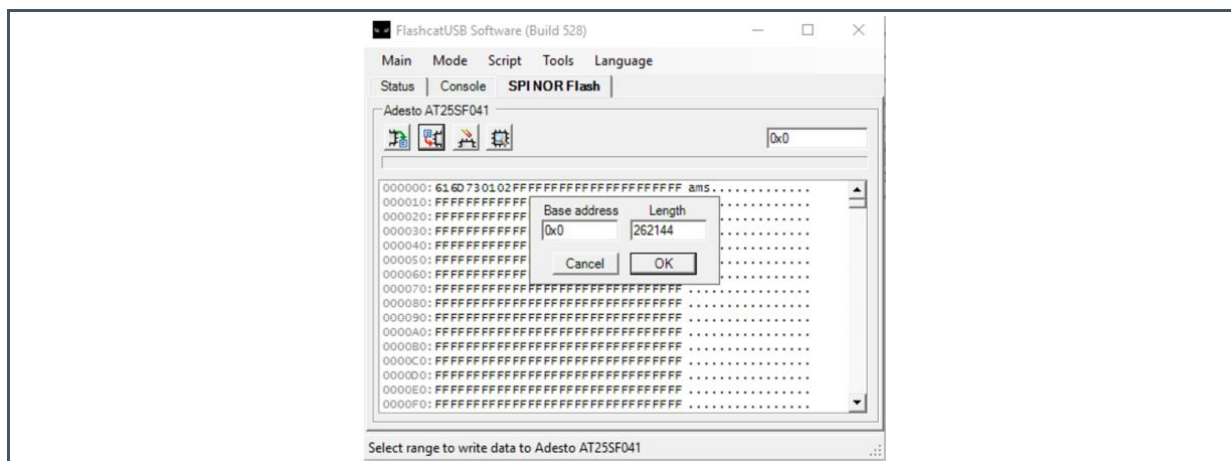 FlashcatUSB Software (Build 528)
Main Mode Script Tools Language
Status Console SPI NOR Flash
Adesto AT25SF041
0x0
000000: 616D730102FFFFFFFFFFFFFFFFFFFFFF ams.............
000010: FFFFFFFFFFFF Base address Length ..........
000020: FFFFFFFFFFFF 0x0 262144 ..........
000030: FFFFFFFFFFFF ..........
000040: FFFFFFFFFFFF ..........
000050: FFFFFFFFFFFF Cancel OK ..........
000060: FFFFFFFFFFFF ..........
000070: FFFFFFFFFFFFFFFFFFFFFFFFFFFFFFFF ................
000080: FFFFFFFFFFFFFFFFFFFFFFFFFFFFFFFF ................
000090: FFFFFFFFFFFFFFFFFFFFFFFFFFFFFFFF ................
0000A0: FFFFFFFFFFFFFFFFFFFFFFFFFFFFFFFF ................
0000B0: FFFFFFFFFFFFFFFFFFFFFFFFFFFFFFFF ................
0000C0: FFFFFFFFFFFFFFFFFFFFFFFFFFFFFFFF ................
0000D0: FFFFFFFFFFFFFFFFFFFFFFFFFFFFFFFF ................
0000E0: FFFFFFFFFFFFFFFFFFFFFFFFFFFFFFFF ................
0000F0: FFFFFFFFFFFFFFFFFFFFFFFFFFFFFFFF ................
Select range to write data to Adesto AT25SF041